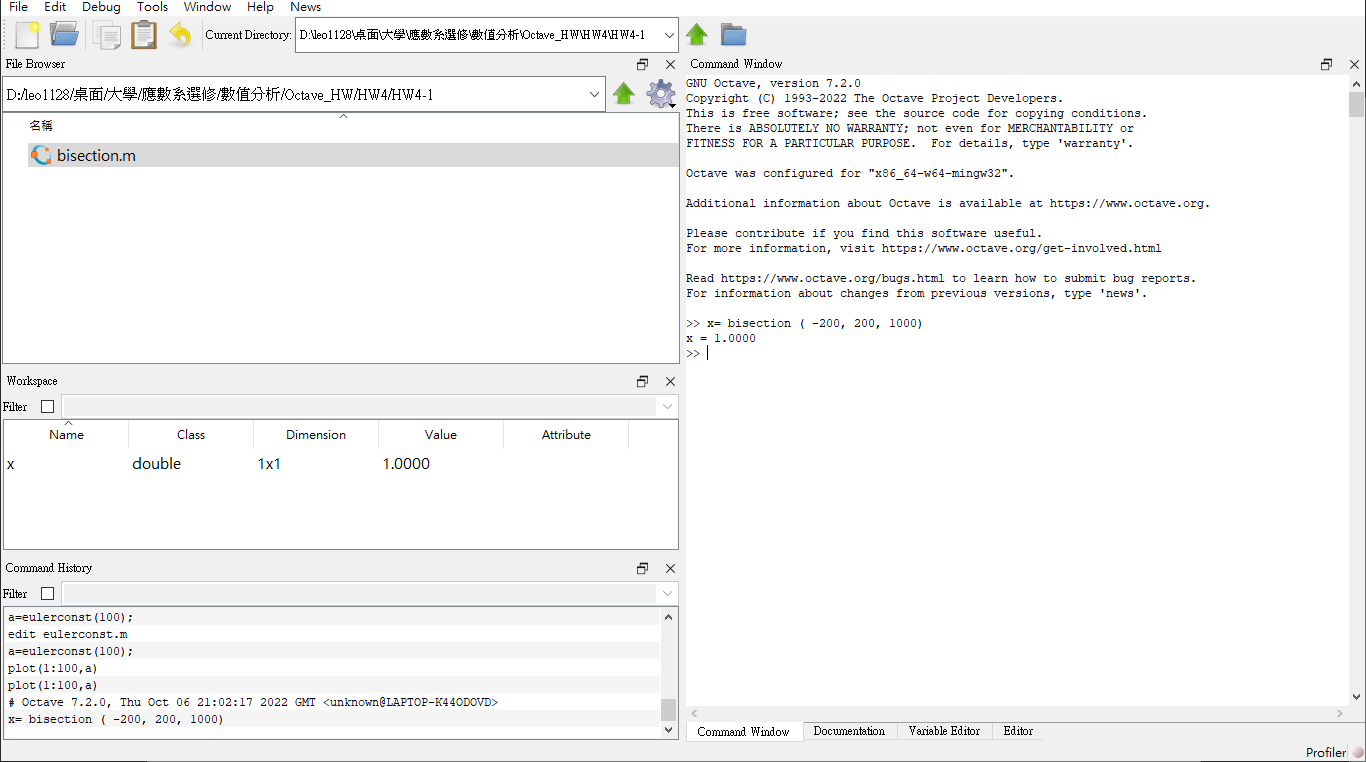 File Edit Debug Tools Window Help News
Current Directory: D:\leo1128\桌面\大學\應數系選修\數值分析\Octave_HW\HW4\HW4-1
File Browser
D:/leo1128/桌面/大學/應數系選修/數值分析/Octave_HW/HW4/HW4-1
名稱
bisection.m
Workspace
Filter
Name Class Dimension Value Attribute
x double 1x1 1.0000
Command History
Filter
a=eulerconst(100);
edit eulerconst.m
a=eulerconst(100);
plot(1:100,a)
plot(1:100,a)
# Octave 7.2.0, Thu Oct 06 21:02:17 2022 GMT <unknown@LAPTOP-K44ODOVD>
x= bisection ( -200, 200, 1000)
Command Window
GNU Octave, version 7.2.0
Copyright (C) 1993-2022 The Octave Project Developers.
This is free software; see the source code for copying conditions.
There is ABSOLUTELY NO WARRANTY; not even for MERCHANTABILITY or
FITNESS FOR A PARTICULAR PURPOSE.  For details, type 'warranty'.
Octave was configured for "x86_64-w64-mingw32".
Additional information about Octave is available at https://www.octave.org.
Please contribute if you find this software useful.
For more information, visit https://www.octave.org/get-involved.html
Read https://www.octave.org/bugs.html to learn how to submit bug reports.
For information about changes from previous versions, type 'news'.
>> x= bisection ( -200, 200, 1000)
x = 1.0000
>>
Command Window Documentation Variable Editor Editor
Profiler